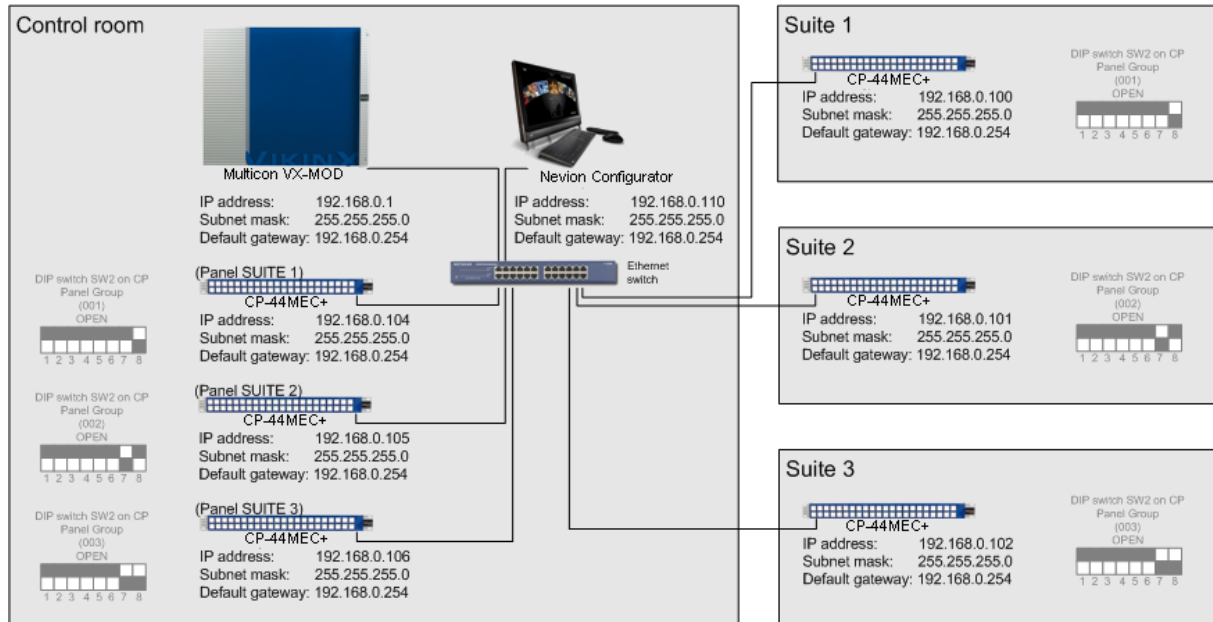 Control room
VIKINX
Multicon VX-MOD
IP address: 192.168.0.1
Subnet mask: 255.255.255.0
Default gateway: 192.168.0.254
Nevion Configurator
IP address: 192.168.0.110
Subnet mask: 255.255.255.0
Default gateway: 192.168.0.254
Ethernet
switch
DIP switch SW2 on CP
Panel Group
(001)
OPEN
1 2 3 4 5 6 7 8
(Panel SUITE 1)
CP-44MEC+
IP address: 192.168.0.104
Subnet mask: 255.255.255.0
Default gateway: 192.168.0.254
DIP switch SW2 on CP
Panel Group
(002)
OPEN
1 2 3 4 5 6 7 8
(Panel SUITE 2)
CP-44MEC+
IP address: 192.168.0.105
Subnet mask: 255.255.255.0
Default gateway: 192.168.0.254
DIP switch SW2 on CP
Panel Group
(003)
OPEN
1 2 3 4 5 6 7 8
(Panel SUITE 3)
CP-44MEC+
IP address: 192.168.0.106
Subnet mask: 255.255.255.0
Default gateway: 192.168.0.254
Suite 1
CP-44MEC+
IP address: 192.168.0.100
Subnet mask: 255.255.255.0
Default gateway: 192.168.0.254
DIP switch SW2 on CP
Panel Group
(001)
OPEN
1 2 3 4 5 6 7 8
Suite 2
CP-44MEC+
IP address: 192.168.0.101
Subnet mask: 255.255.255.0
Default gateway: 192.168.0.254
DIP switch SW2 on CP
Panel Group
(002)
OPEN
1 2 3 4 5 6 7 8
Suite 3
CP-44MEC+
IP address: 192.168.0.102
Subnet mask: 255.255.255.0
Default gateway: 192.168.0.254
DIP switch SW2 on CP
Panel Group
(003)
OPEN
1 2 3 4 5 6 7 8